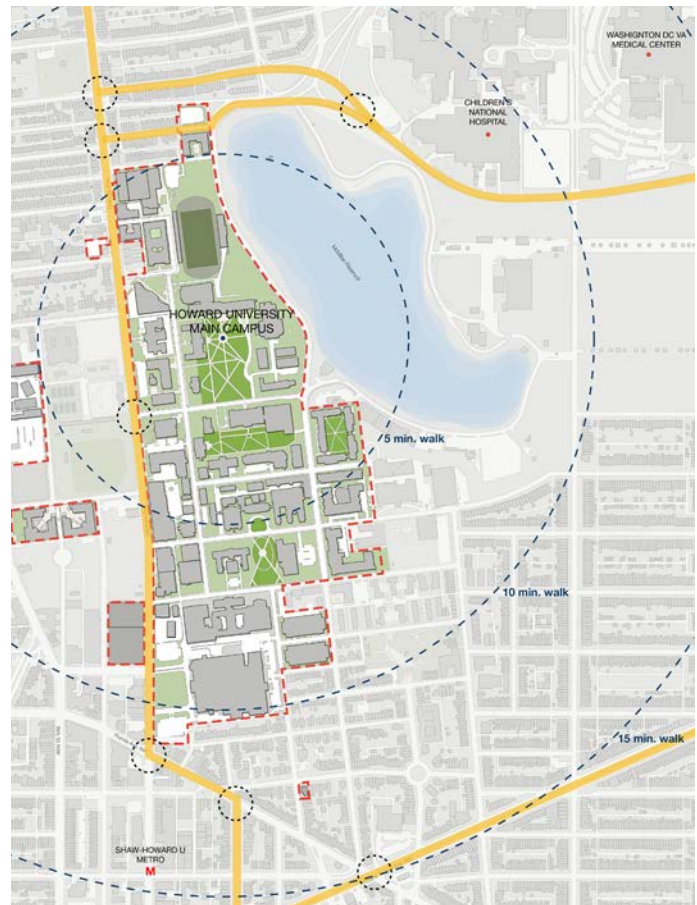 WASHIGNTON DC VA
MEDICAL CENTER
CHILDREN'S
NATIONAL
HOSPITAL
HOWARD UNIVERSITY
MAIN CAMPUS
5 min. walk
10 min. walk
15 min. walk
SHAW-HOWARD U
METRO
M